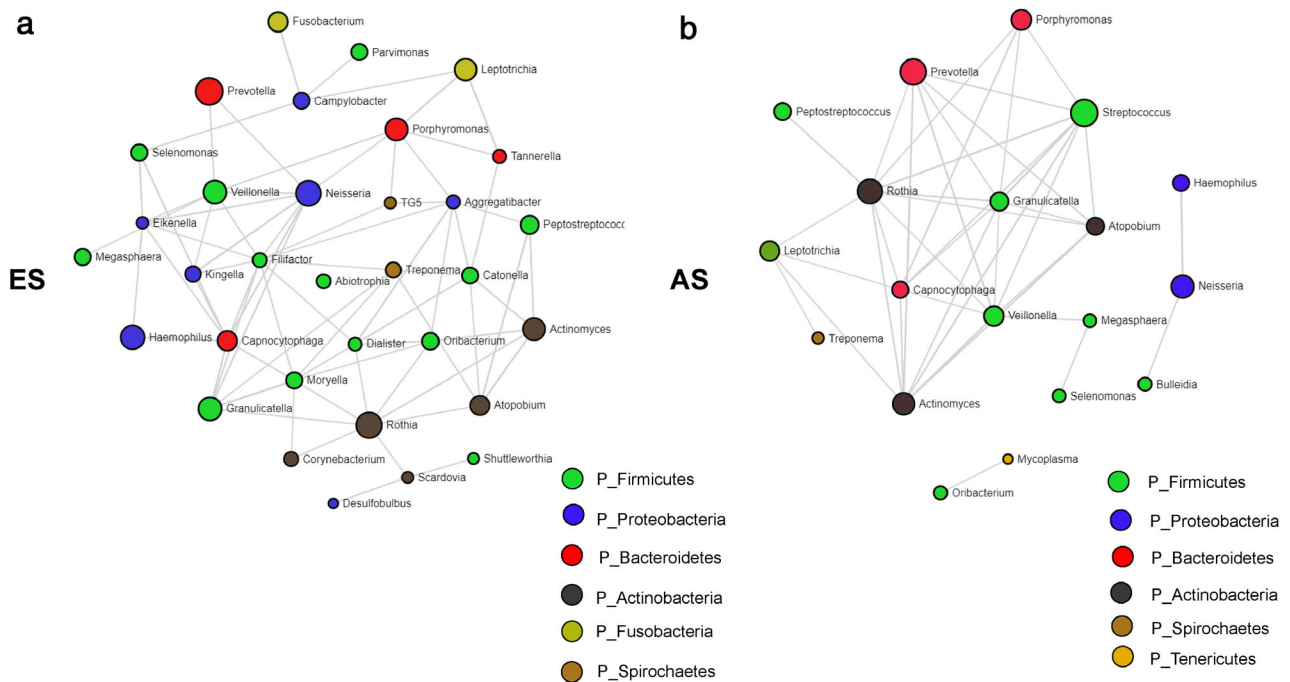 a
Fusobacterium
Parvimonas
Leptotrichia
Prevotella
Campylobacter
Porphyromonas
Selenomonas
Tannerella
Veillonella
Neisseria
TG5
Aggregatibacter
Eikenella
Peptostreptococc
Megasphaera
Kingella
Filifactor
Treponema
Catonella
Abiotrophia
ES
Haemophilus
Capnocytophaga
Dialister
Oribacterium
Actinomyces
Moryella
Granulicatella
Rothia
Atopobium
Corynebacterium
Scardovia
Shuttleworthia
Desulfobulbus
P_Firmicutes
P_Proteobacteria
P_Bacteroidetes
P_Actinobacteria
P_Fusobacteria
P_Spirochaetes
b
Porphyromonas
Prevotella
Peptostreptococcus
Streptococcus
Rothia
Haemophilus
Granulicatella
Atopobium
Leptotrichia
AS
Capnocytophaga
Neisseria
Veillonella
Megasphaera
Treponema
Bulleidia
Selenomonas
Actinomyces
Mycoplasma
Oribacterium
P_Firmicutes
P_Proteobacteria
P_Bacteroidetes
P_Actinobacteria
P_Spirochaetes
P_Tenericutes